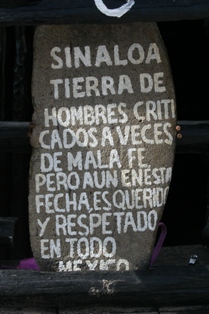 SINALOA
TIERRA DE
HOMBRES CRITI
CADOS A VECES
DE MALA FE,
PERO AUN EN ESTA
FECHA, ES QUERIDO
Y RESPETADO
EN TODO
MEXICO